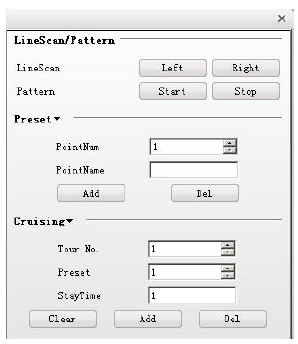 LineScan/Pattern
LineScan Left Right
Pattern Start Stop
Preset▾
PointNum 1
PointName
Add Del
Cruising▾
Tour No. 1
Preset 1
StayTime 1
Clear Add Del